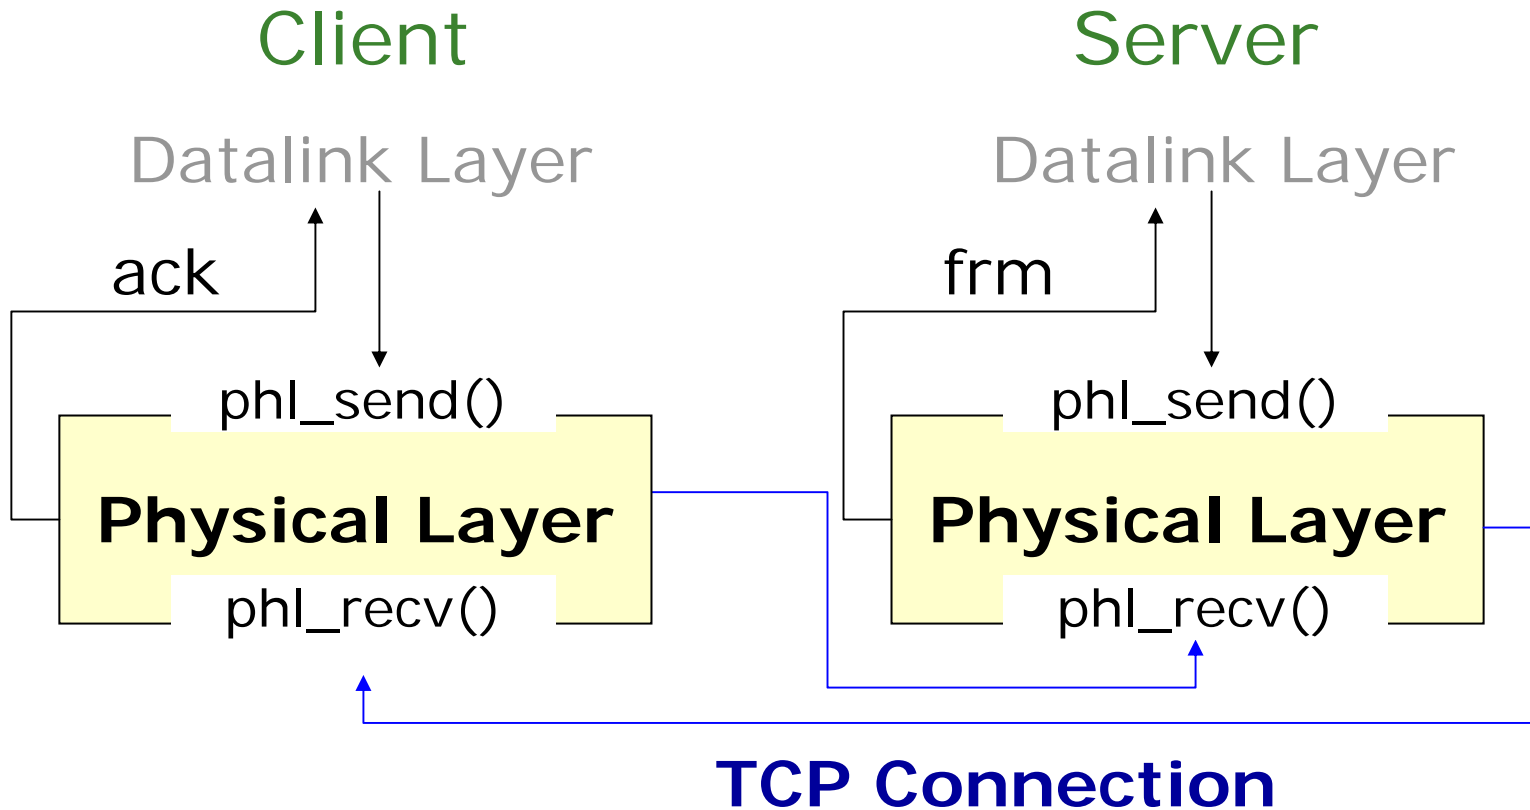 Client
Server
Datalink Layer
Datalink Layer
ack
frm
phl_send()
phl_send()
Physical Layer
Physical Layer
phl_recv()
phl_recv()
TCP Connection